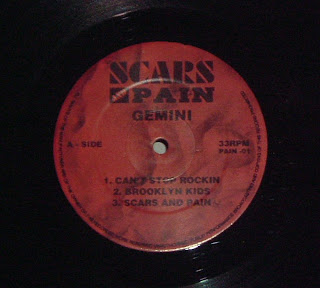 SCARS
PAIN
GEMINI
A - SIDE
33RPM
PAIN -01
1. CAN'T STOP ROCKIN
2. BROOKLYN KIDS
3. SCARS AND PAIN